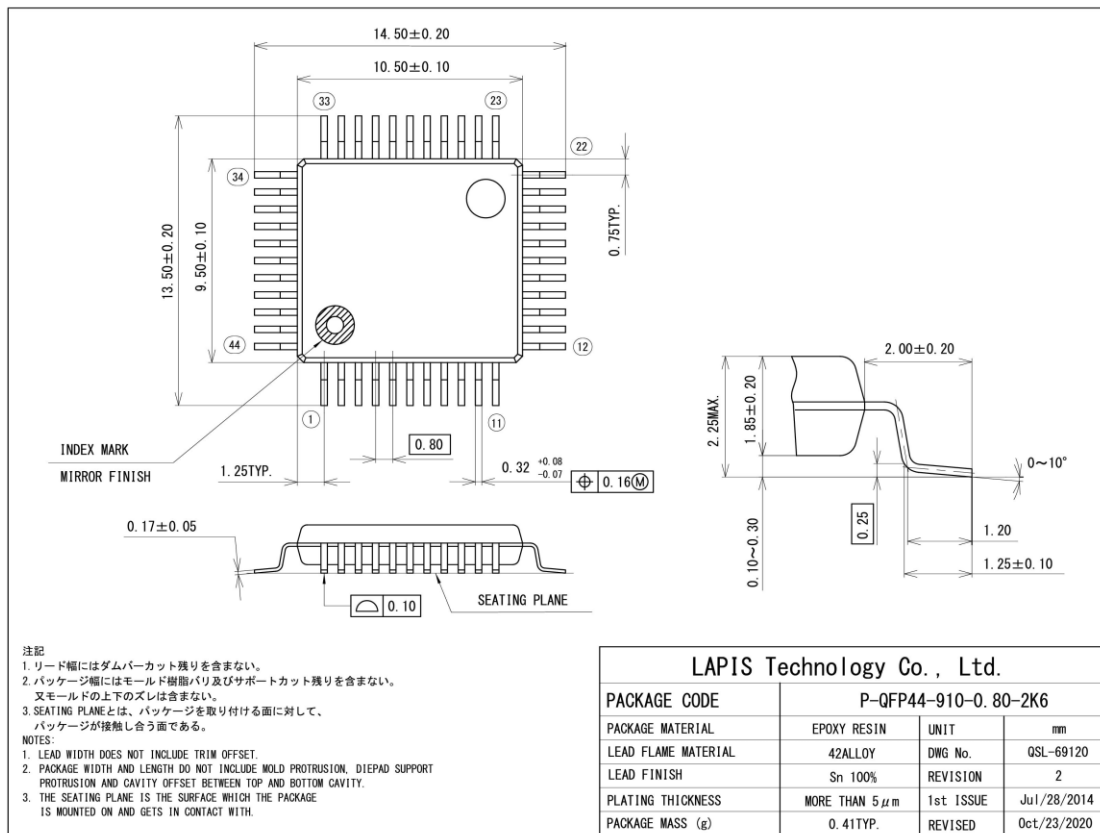 14.50±0.20
10.50±0.10
33
23
22
34
13.50±0.20
9.50±0.10
0.75TYP.
44
12
1
11
INDEX MARK
MIRROR FINISH
1.25TYP.
0.80
0.32 +0.08 -0.07
⌖ 0.16Ⓜ
2.00±0.20
2.25MAX.
1.85±0.20
0~10°
0.25
0.10~0.30
1.20
1.25±0.10
0.17±0.05
⌓ 0.10
SEATING PLANE
注記
1. リード幅にはダムバーカット残りを含まない。
2. パッケージ幅にはモールド樹脂バリ及びサポートカット残りを含まない。
又モールドの上下のズレは含まない。
3. SEATING PLANEとは、パッケージを取り付ける面に対して、
パッケージが接触し合う面である。
NOTES:
1. LEAD WIDTH DOES NOT INCLUDE TRIM OFFSET.
2. PACKAGE WIDTH AND LENGTH DO NOT INCLUDE MOLD PROTRUSION, DIEPAD SUPPORT
PROTRUSION AND CAVITY OFFSET BETWEEN TOP AND BOTTOM CAVITY.
3. THE SEATING PLANE IS THE SURFACE WHICH THE PACKAGE
IS MOUNTED ON AND GETS IN CONTACT WITH.
LAPIS Technology Co., Ltd.
PACKAGE CODE P-QFP44-910-0.80-2K6
PACKAGE MATERIAL EPOXY RESIN UNIT mm
LEAD FLAME MATERIAL 42ALLOY DWG No. QSL-69120
LEAD FINISH Sn 100% REVISION 2
PLATING THICKNESS MORE THAN 5μm 1st ISSUE Jul/28/2014
PACKAGE MASS (g) 0.41TYP. REVISED Oct/23/2020